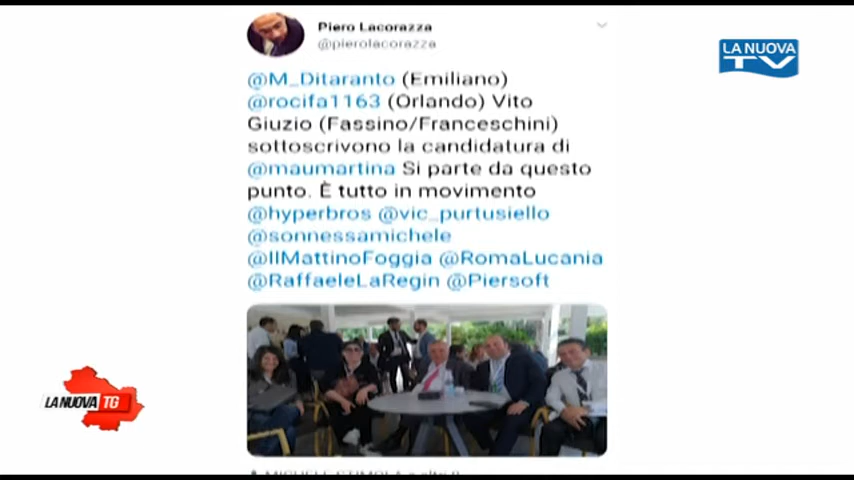 Piero Lacorazza
@pierolacorazza
LA NUOVA
TV
@M_Ditaranto (Emiliano)
@rocifa1163 (Orlando) Vito
Giuzio (Fassino/Franceschini)
sottoscrivono la candidatura di
@maumartina Si parte da questo
punto. È tutto in movimento
@hyperbros @vic_purtusiello
@sonnessamichele
@IlMattinoFoggia @RomaLucania
@RaffaeleLaRegin @Piersoft
LA NUOVA TG